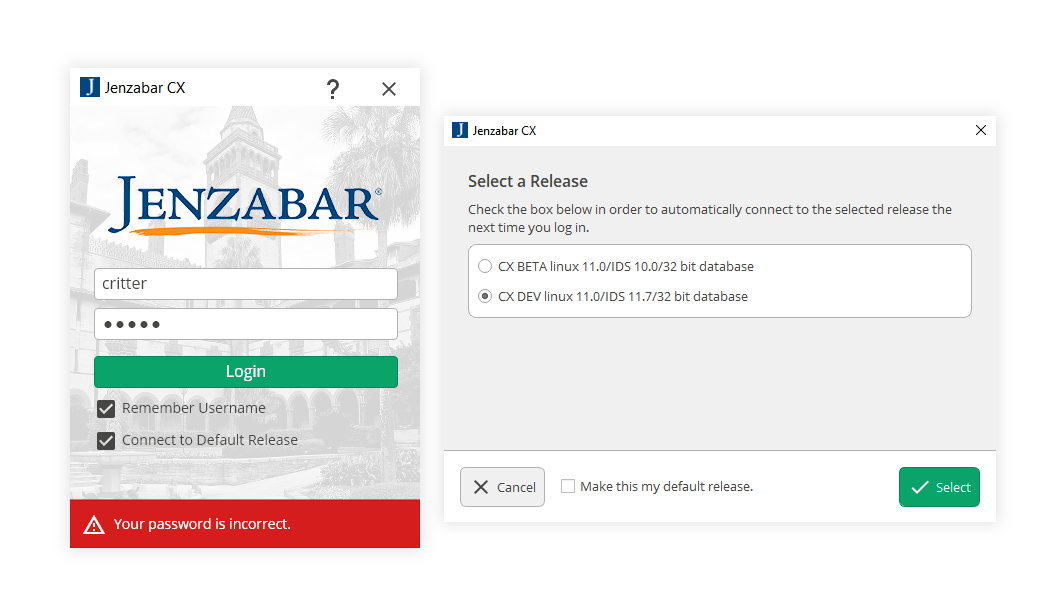 J Jenzabar CX ?
JENZABAR®
critter
Login
Remember Username
Connect to Default Release
Your password is incorrect.
J Jenzabar CX
Select a Release
Check the box below in order to automatically connect to the selected release the
next time you log in.
CX BETA linux 11.0/IDS 10.0/32 bit database
CX DEV linux 11.0/IDS 11.7/32 bit database
Cancel
Make this my default release.
Select